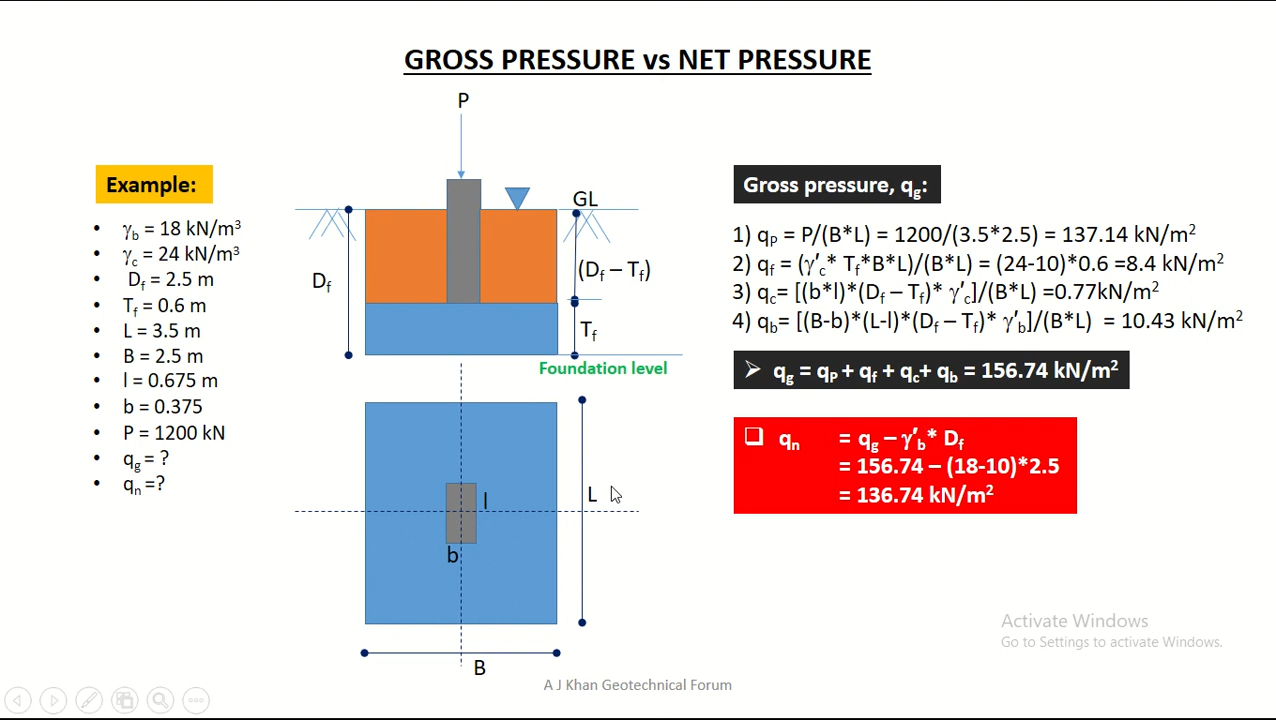 GROSS PRESSURE vs NET PRESSURE
P
Example:
γb = 18 kN/m³
γc = 24 kN/m³
Df = 2.5 m
Tf = 0.6 m
L = 3.5 m
B = 2.5 m
l = 0.675 m
b = 0.375
P = 1200 kN
qg = ?
qn =?
GL
Df
(Df – Tf)
Tf
Foundation level
l
L
b
B
Gross pressure, qg:
1) qP = P/(B*L) = 1200/(3.5*2.5) = 137.14 kN/m²
2) qf = (γ′c* Tf*B*L)/(B*L) = (24-10)*0.6 =8.4 kN/m²
3) qc= [(b*l)*(Df – Tf)* γ′c]/(B*L) =0.77kN/m²
4) qb= [(B-b)*(L-l)*(Df – Tf)* γ′b]/(B*L) = 10.43 kN/m²
➢ qg = qP + qf + qc+ qb = 156.74 kN/m²
❑ qn = qg – γ′b* Df
= 156.74 – (18-10)*2.5
= 136.74 kN/m²
Activate Windows
Go to Settings to activate Windows.
A J Khan Geotechnical Forum